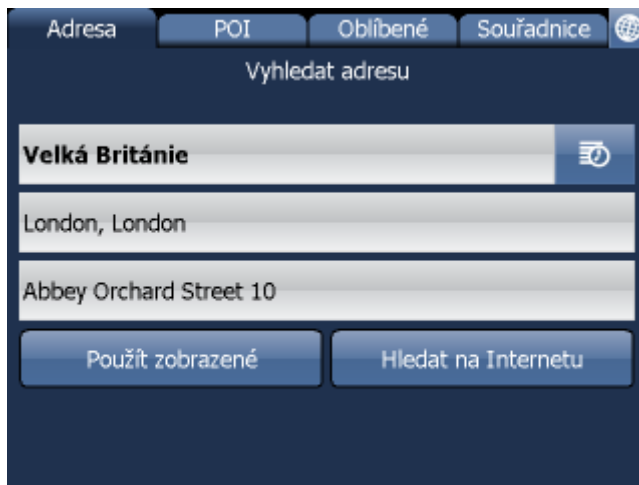 Adresa POI Oblíbené Souřadnice
Vyhledat adresu
Velká Británie
London, London
Abbey Orchard Street 10
Použít zobrazené Hledat na Internetu